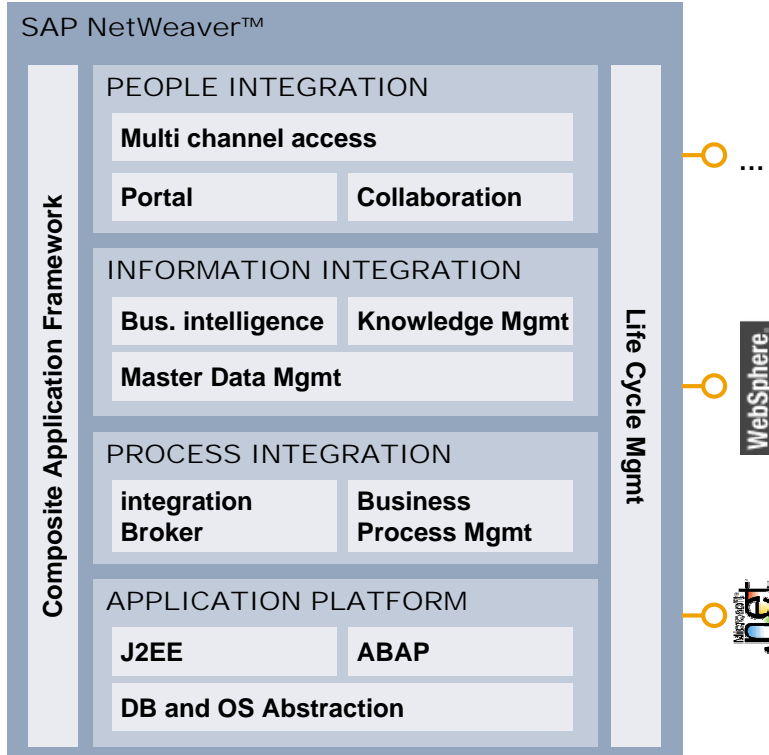 SAP NetWeaver™
Composite Application Framework
PEOPLE INTEGRATION
Multi channel access
Portal
Collaboration
INFORMATION INTEGRATION
Bus. intelligence
Knowledge Mgmt
Master Data Mgmt
PROCESS INTEGRATION
integration
Broker
Business
Process Mgmt
APPLICATION PLATFORM
J2EE
ABAP
DB and OS Abstraction
Life Cycle Mgmt
...
WebSphere.
Microsoft
.net